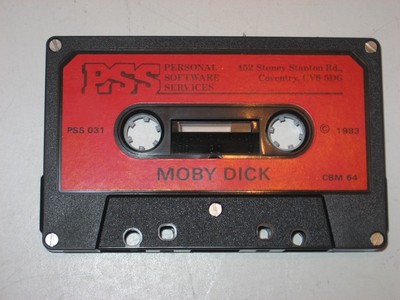 PSS
PERSONAL
SOFTWARE
SERVICES
452 Stoney Stanton Rd.,
Coventry, CV6 5DG
PSS 031
© 1983
MOBY DICK
CBM 64